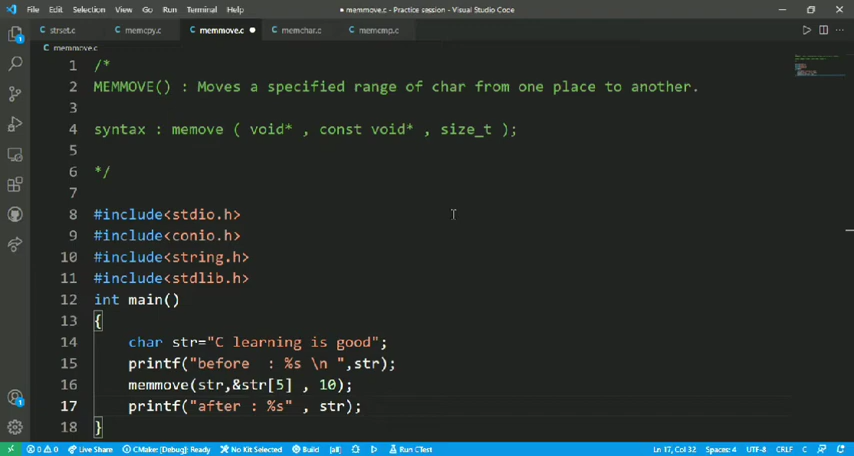 File Edit Selection View Go Run Terminal Help
● memmove.c - Practice session - Visual Studio Code
C strset.c C memcpy.c C memmove.c ● C memchar.c C memcmp.c
C memmove.c
1 /*
2 MEMMOVE() : Moves a specified range of char from one place to another.
3
4 syntax : memove ( void* , const void* , size_t );
5
6 */
7
8 #include<stdio.h>
9 #include<conio.h>
10 #include<string.h>
11 #include<stdlib.h>
12 int main()
13 {
14 char str="C learning is good";
15 printf("before  : %s \n ",str);
16 memmove(str,&str[5] , 10);
17 printf("after : %s" , str);
18 }
1
1
0 0 Live Share CMake: [Debug]: Ready No Kit Selected Build [all] Run CTest Ln 17, Col 32 Spaces: 4 UTF-8 CRLF C